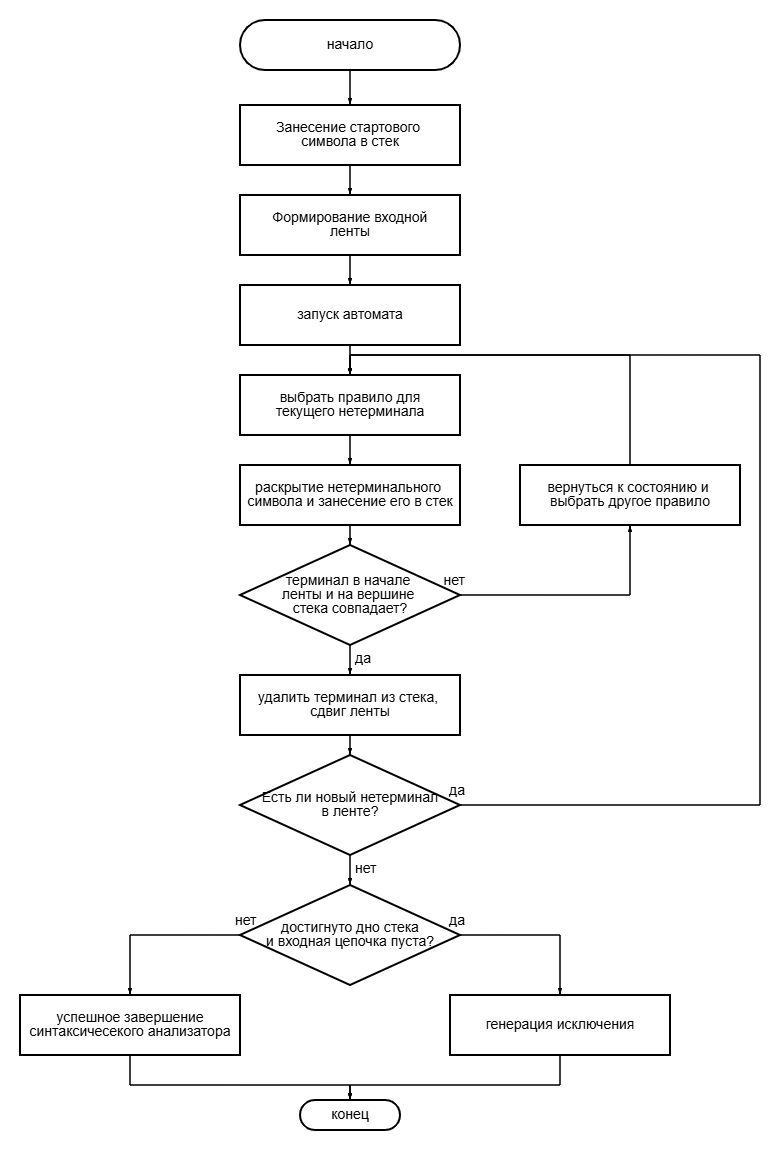 начало
Занесение стартового
символа в стек
Формирование входной
ленты
запуск автомата
выбрать правило для
текущего нетерминала
раскрытие нетерминального
символа и занесение его в стек
вернуться к состоянию и
выбрать другое правило
терминал в начале
ленты и на вершине
стека совпадает?
нет
да
удалить терминал из стека,
сдвиг ленты
Есть ли новый нетерминал
в ленте?
да
нет
достигнуто дно стека
и входная цепочка пуста?
нет
да
успешное завершение
синтаксичесекого анализатора
генерация исключения
конец